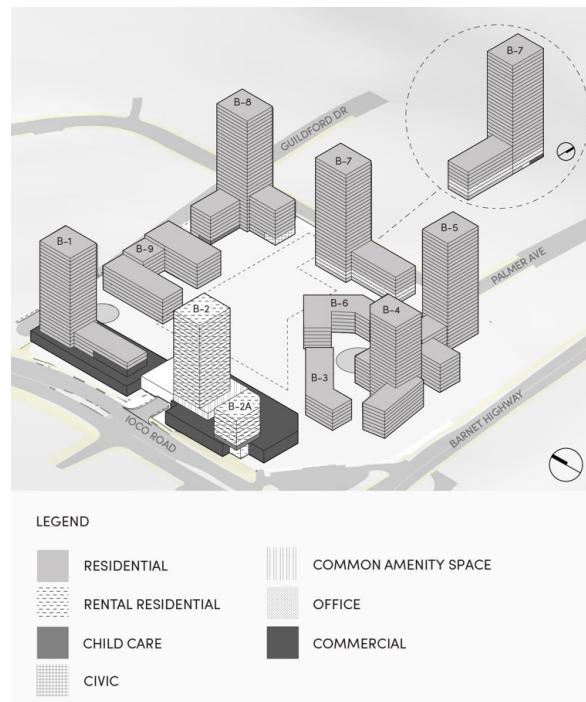 B-7
B-8
GUILDFORD DR
B-7
B-5
B-1
B-9
PALMER AVE
B-2
B-6
B-4
B-3
B-2A
IOCO ROAD
BARNET HIGHWAY
LEGEND
RESIDENTIAL
COMMON AMENITY SPACE
RENTAL RESIDENTIAL
OFFICE
CHILD CARE
COMMERCIAL
CIVIC